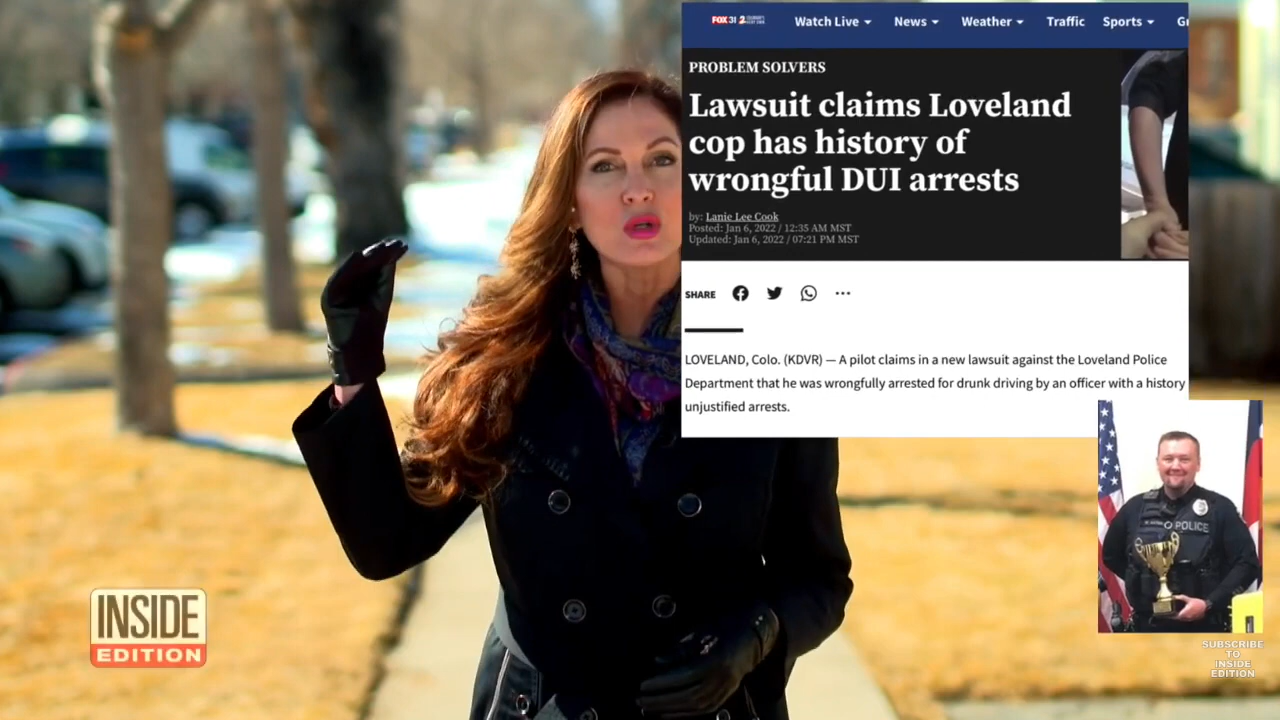 FOX 31
Watch Live News Weather Traffic Sports
PROBLEM SOLVERS
Lawsuit claims Loveland
cop has history of
wrongful DUI arrests
by: Lanie Lee Cook
Posted: Jan 6, 2022 / 12:35 AM MST
Updated: Jan 6, 2022 / 07:21 PM MST
SHARE
LOVELAND, Colo. (KDVR) — A pilot claims in a new lawsuit against the Loveland Police
Department that he was wrongfully arrested for drunk driving by an officer with a history
unjustified arrests.
POLICE
INSIDE
EDITION
SUBSCRIBE
TO
INSIDE
EDITION